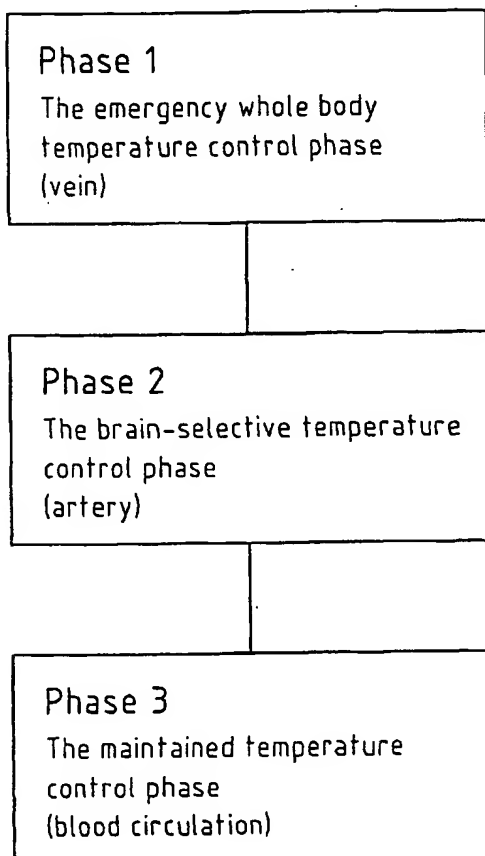 Phase 1
The emergency whole body
temperature control phase
(vein)
Phase 2
The brain-selective temperature
control phase
(artery)
Phase 3
The maintained temperature
control phase
(blood circulation)